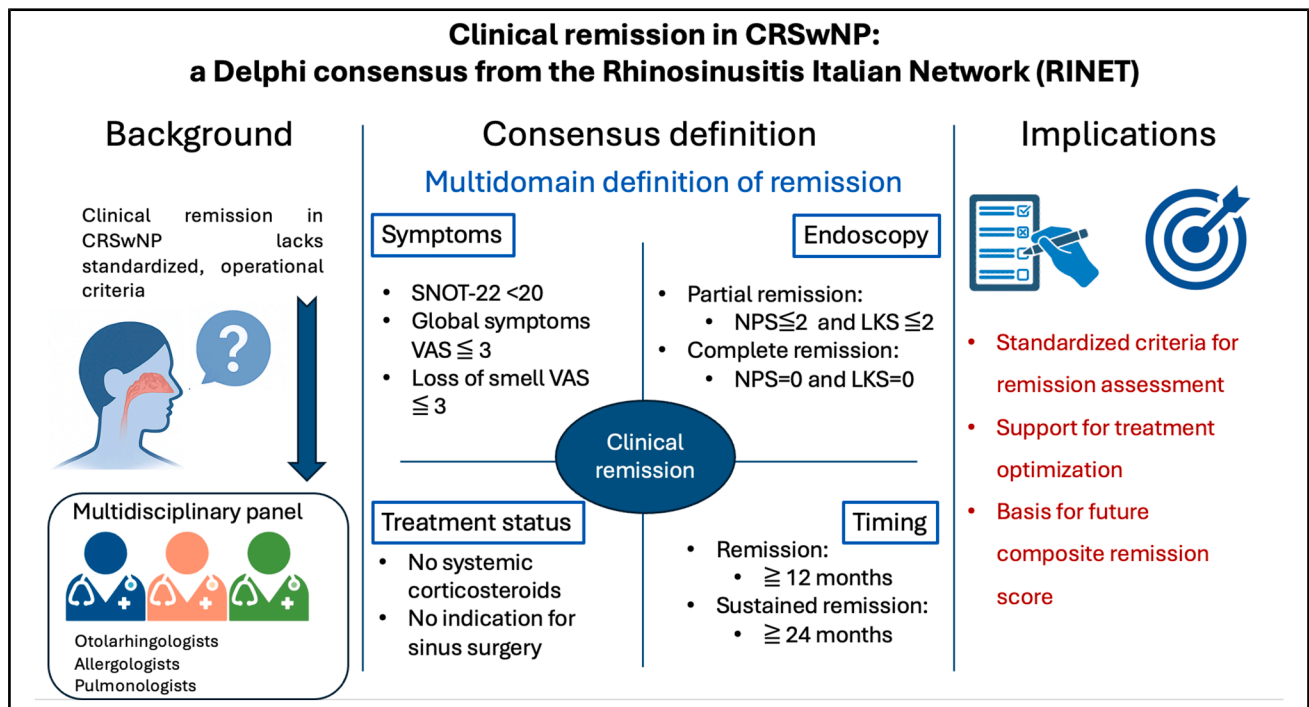 Clinical remission in CRSwNP:
a Delphi consensus from the Rhinosinusitis Italian Network (RINET)
Background
Clinical remission in
CRSwNP lacks
standardized, operational
criteria
?
Multidisciplinary panel
Otolarhingologists
Allergologists
Pulmonologists
Consensus definition
Multidomain definition of remission
Symptoms
• SNOT-22 <20
• Global symptoms
VAS ≦ 3
• Loss of smell VAS
≦ 3
Endoscopy
• Partial remission:
• NPS≦2 and LKS ≦2
• Complete remission:
• NPS=0 and LKS=0
Clinical
remission
Treatment status
• No systemic
corticosteroids
• No indication for
sinus surgery
Timing
• Remission:
• ≧ 12 months
• Sustained remission:
• ≧ 24 months
Implications
• Standardized criteria for
remission assessment
• Support for treatment
optimization
• Basis for future
composite remission
score